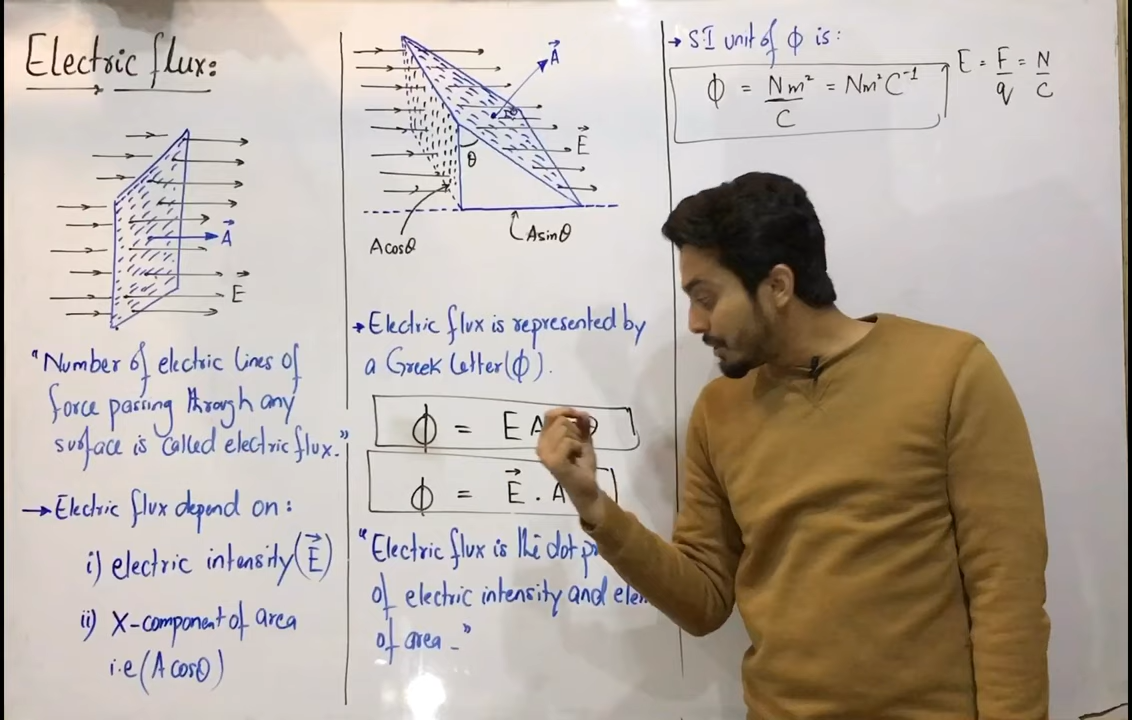 Electric flux:
A⃗
E⃗
"Number of electric lines of
force passing through any
surface is called electric flux."
→ Electric flux depend on:
i) electric intensity (E⃗)
ii) X-component of area
i.e (A cosθ)
A⃗
θ
E⃗
θ
A cosθ
A sinθ
→ Electric flux is represented by
a Greek letter (ϕ).
ϕ = E A
ϕ = E⃗ . A
"Electric flux is the dot
of electric intensity and
of area."
→ SI unit of ϕ is:
ϕ = Nm²/C = Nm²C⁻¹
E = F/q = N/C